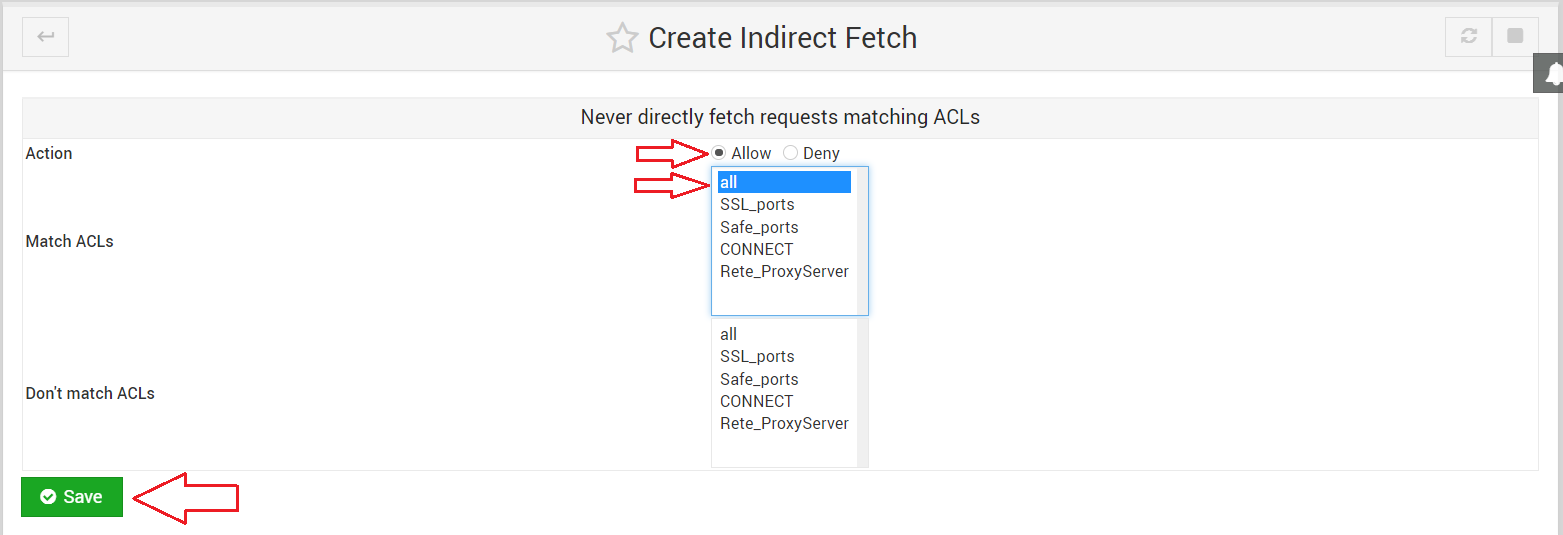 Create Indirect Fetch
Never directly fetch requests matching ACLs
Action
Allow Deny
Match ACLs
all
SSL_ports
Safe_ports
CONNECT
Rete_ProxyServer
Don't match ACLs
all
SSL_ports
Safe_ports
CONNECT
Rete_ProxyServer
Save